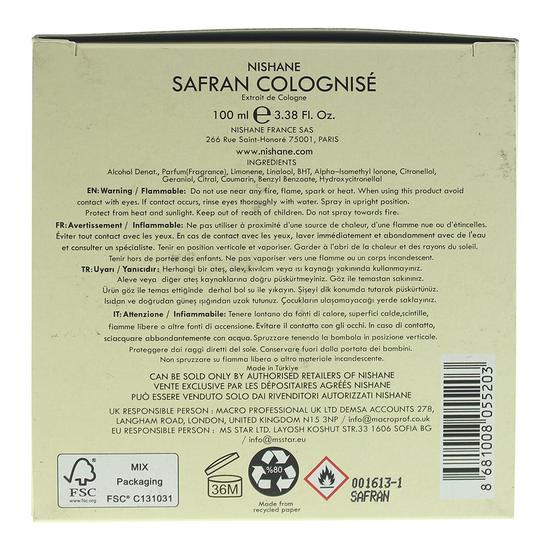 NISHANE
SAFRAN COLOGNISÉ
Extrait de Cologne
100 ml ℮ 3.38 Fl. Oz.
NISHANE FRANCE SAS
266 Rue Saint-Honoré 75001, PARIS
www.nishane.com
INGREDIENTS
Alcohol Denat., Parfum(Fragrance), Limonene, Linalool, BHT, Alpha-Isomethyl Ionone, Citronellol,
Geraniol, Citral, Coumarin, Benzyl Benzoate, Hydroxycitronellal
EN:Warning / Flammable: Do not use near any fire, flame, spark or heat. When using this product avoid
contact with eyes. If contact occurs, rinse eyes thoroughly with water. Spray in upright position.
Protect from heat and sunlight. Keep out of reach of children. Do not spray towards fire.
FR:Avertissement / Inflammable: Ne pas utiliser à proximité d'une source de chaleur, d'une flamme nue ou d'étincelles.
Éviter tout contact avec les yeux. En cas de contact avec les yeux, laver immédiatement et abondamment avec de l'eau
et consulter un spécialiste. Tenir en position verticale et vaporiser. Garder à l'abri de la chaleur et des rayons du soleil.
Tenir hors de portée des enfants. Ne pas vaporiser vers une flamme ou un corps incandescent.
TR:Uyarı / Yanıcıdır: Herhangi bir ateş, alev,kıvılcım veya ısı kaynağı yakınında kullanmayınız.
Aleve veya diğer ateş kaynaklarına doğru püskürtmeyiniz. Göz ile temastan sakınınız.
Ürün göz ile temas ettiğinde derhal bol su ile yıkayın. Şişeyi dik konumda tutarak püskürtünüz.
Isıdan ve doğrudan güneş ışığından uzak tutunuz. Çocukların ulaşamayacağı yerde saklayınız.
IT:Attenzione / Infiammabile: Tenere lontano da fonti di calore, superfici calde,scintille,
fiamme libere o altre fonti di accensione. Evitare il contatto con gli occhi. In caso di contatto,
sciacquare abbondantemente con acqua. Spruzzare in posizione verticale.
Proteggere dai raggi diretti del sole. Conservare fuori dalla portata dei bambini.
Non spruzzare su fiamme libera o altra materiale incandescente.
Made in Türkiye
CAN BE SOLD ONLY BY AUTHORISED RETAILERS OF NISHANE
VENTE EXCLUSIVE PAR LES DÉPOSITAIRES AGRÉÉS NISHANE
PUÒ ESSERE VENDUTO SOLO DAI RIVENDITORI AUTORIZZATI NISHANE
UK RESPONSIBLE PERSON : MACRO PROFESSIONAL UK LTD DEMSA ACCOUNTS 278,
LANGHAM ROAD, LONDON, UNITED KINGDOM N15 3NP / info@macroprof.co.uk
EU RESPONSIBLE PERSON : MS STAR LTD. LAYOSH KOSHUT STR.33 1606 SOFIA BG
/ info@msstar.eu
FSC
www.fsc.org
MIX
Packaging
FSC® C131031
36M
%80
Made from
recycled paper
001613-1
SAFRAN
8 681008 055203